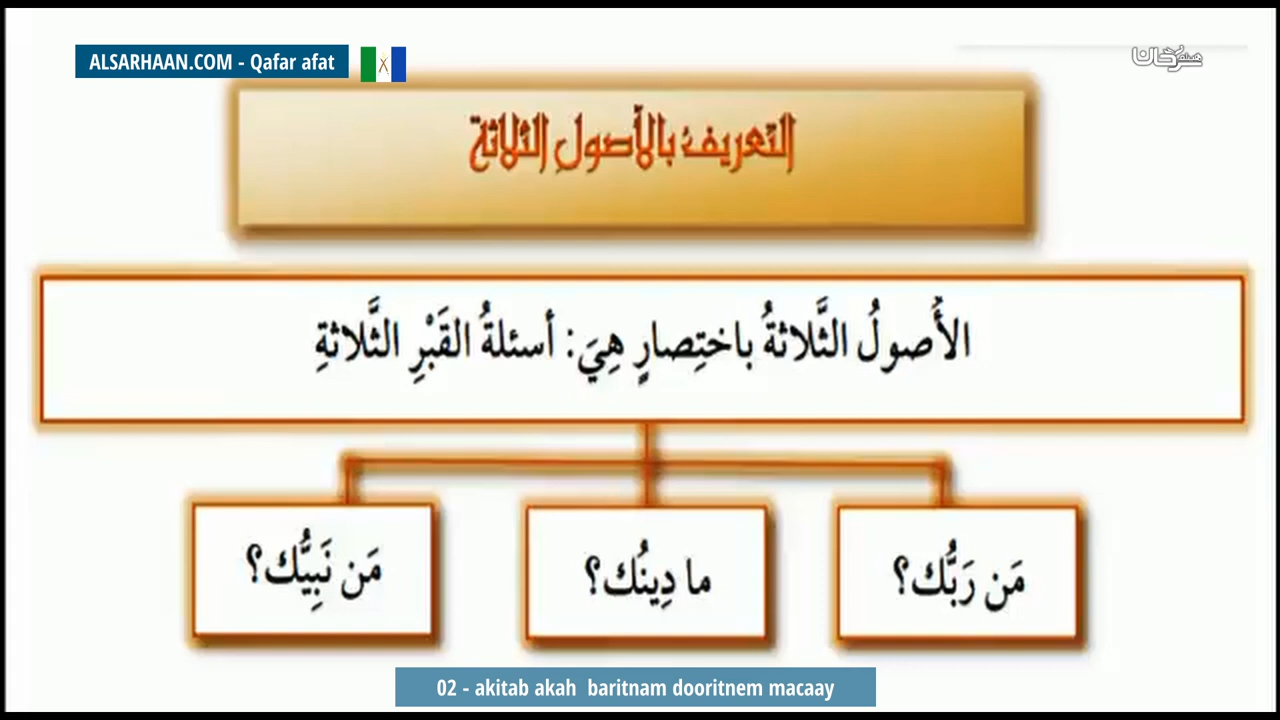 ALSARHAAN.COM - Qafar afat
سرحان
التعريف بالأصول الثلاثة
الأُصولُ الثَّلاثةُ باختِصارٍ هِيَ: أسئلةُ القَبْرِ الثَّلاثةِ
مَن رَبُّك؟
ما دِينُك؟
مَن نَبِيُّك؟
02 - akitab akah baritnam dooritnem macaay